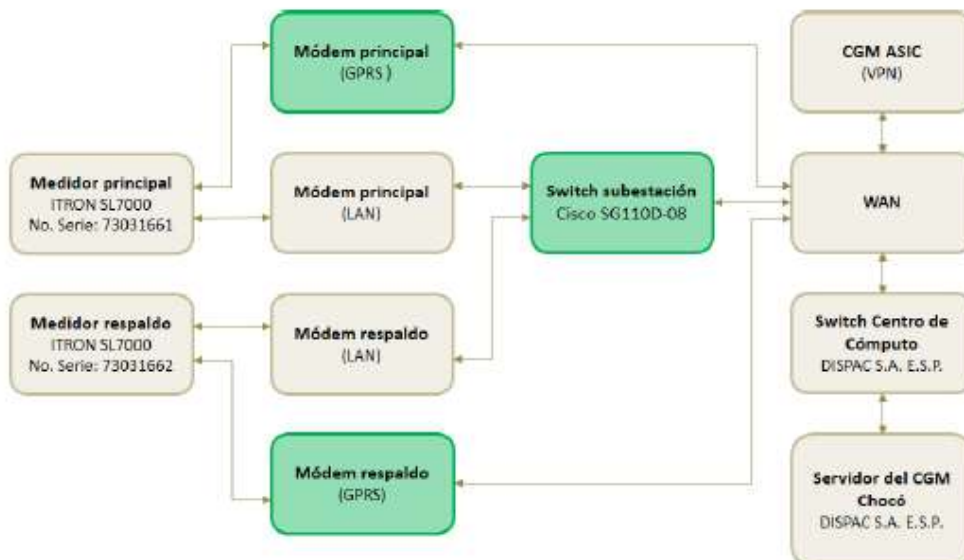 Módem principal
(GPRS )
CGM ASIC
(VPN)
Medidor principal
ITRON SL7000
No. Serie: 73031661
Módem principal
(LAN)
Switch subestación
Cisco SG110D-08
WAN
Medidor respaldo
ITRON SL7000
No. Serie: 73031662
Módem respaldo
(LAN)
Switch Centro de
Cómputo
DISPAC S.A. E.S.P.
Módem respaldo
(GPRS)
Servidor del CGM
Chocó
DISPAC S.A. E.S.P.